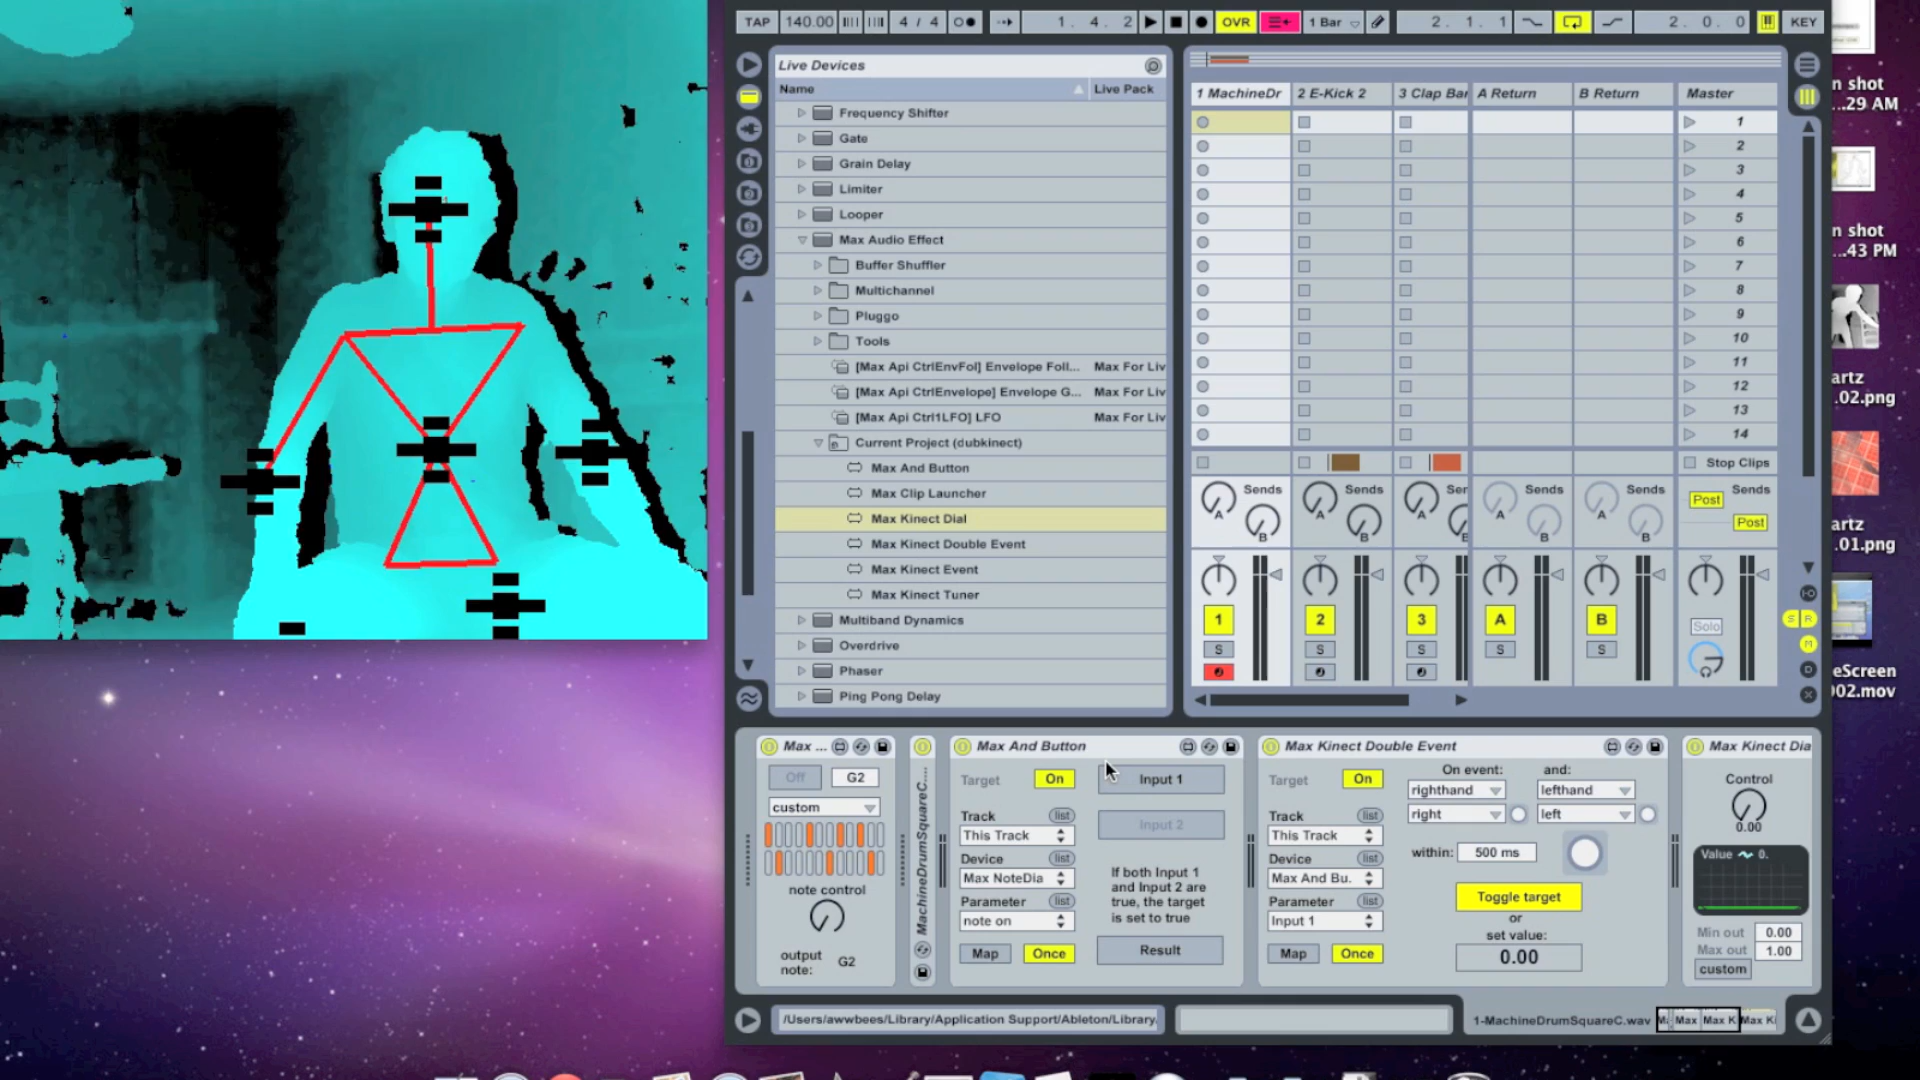 TAP 140.00 4 / 4 1. 4. 2 OVR 1 Bar 2. 1. 1 2. 0. 0 KEY
Live Devices
Name Live Pack
Frequency Shifter
Gate
Grain Delay
Limiter
Looper
Max Audio Effect
Buffer Shuffler
Multichannel
Pluggo
Tools
[Max Api CtrlEnvFol] Envelope Foll... Max For Liv
[Max Api CtrlEnvelope] Envelope G... Max For Liv
[Max Api Ctrl1LFO] LFO Max For Liv
Current Project (dubkinect)
Max And Button
Max Clip Launcher
Max Kinect Dial
Max Kinect Double Event
Max Kinect Event
Max Kinect Tuner
Multiband Dynamics
Overdrive
Phaser
Ping Pong Delay
1 MachineDr 2 E-Kick 2 3 Clap Bar A Return B Return Master
1
2
3
4
5
6
7
8
9
10
11
12
13
14
Stop Clips
Sends Sends Ser Sends Sends Post Sends
A A A A A Post
B B B B
1 2 3 A B Solo
S S S S S
S R
M
D
n shot
...29 AM
n shot
...43 PM
artz
.02.png
artz
.01.png
eScreen
002.mov
Max ...
Off G2
custom
note control
output note: G2
MachineDrumSquareC....
Max And Button
Target On Input 1
Track list
This Track Input 2
Device list
Max NoteDia
Parameter list
note on
Map Once
If both Input 1
and Input 2 are
true, the target
is set to true
Result
Max Kinect Double Event
Target On
Track list
This Track
Device list
Max And Bu.
Parameter list
Input 1
Map Once
On event: and:
righthand lefthand
right left
within: 500 ms
Toggle target
or
set value:
0.00
Max Kinect Dia
Control
0.00
Value 0.
Min out 0.00
Max out 1.00
custom
/Users/awwbees/Library/Application Support/Ableton/Library/
1-MachineDrumSquareC.wav Max Max K Max Ki